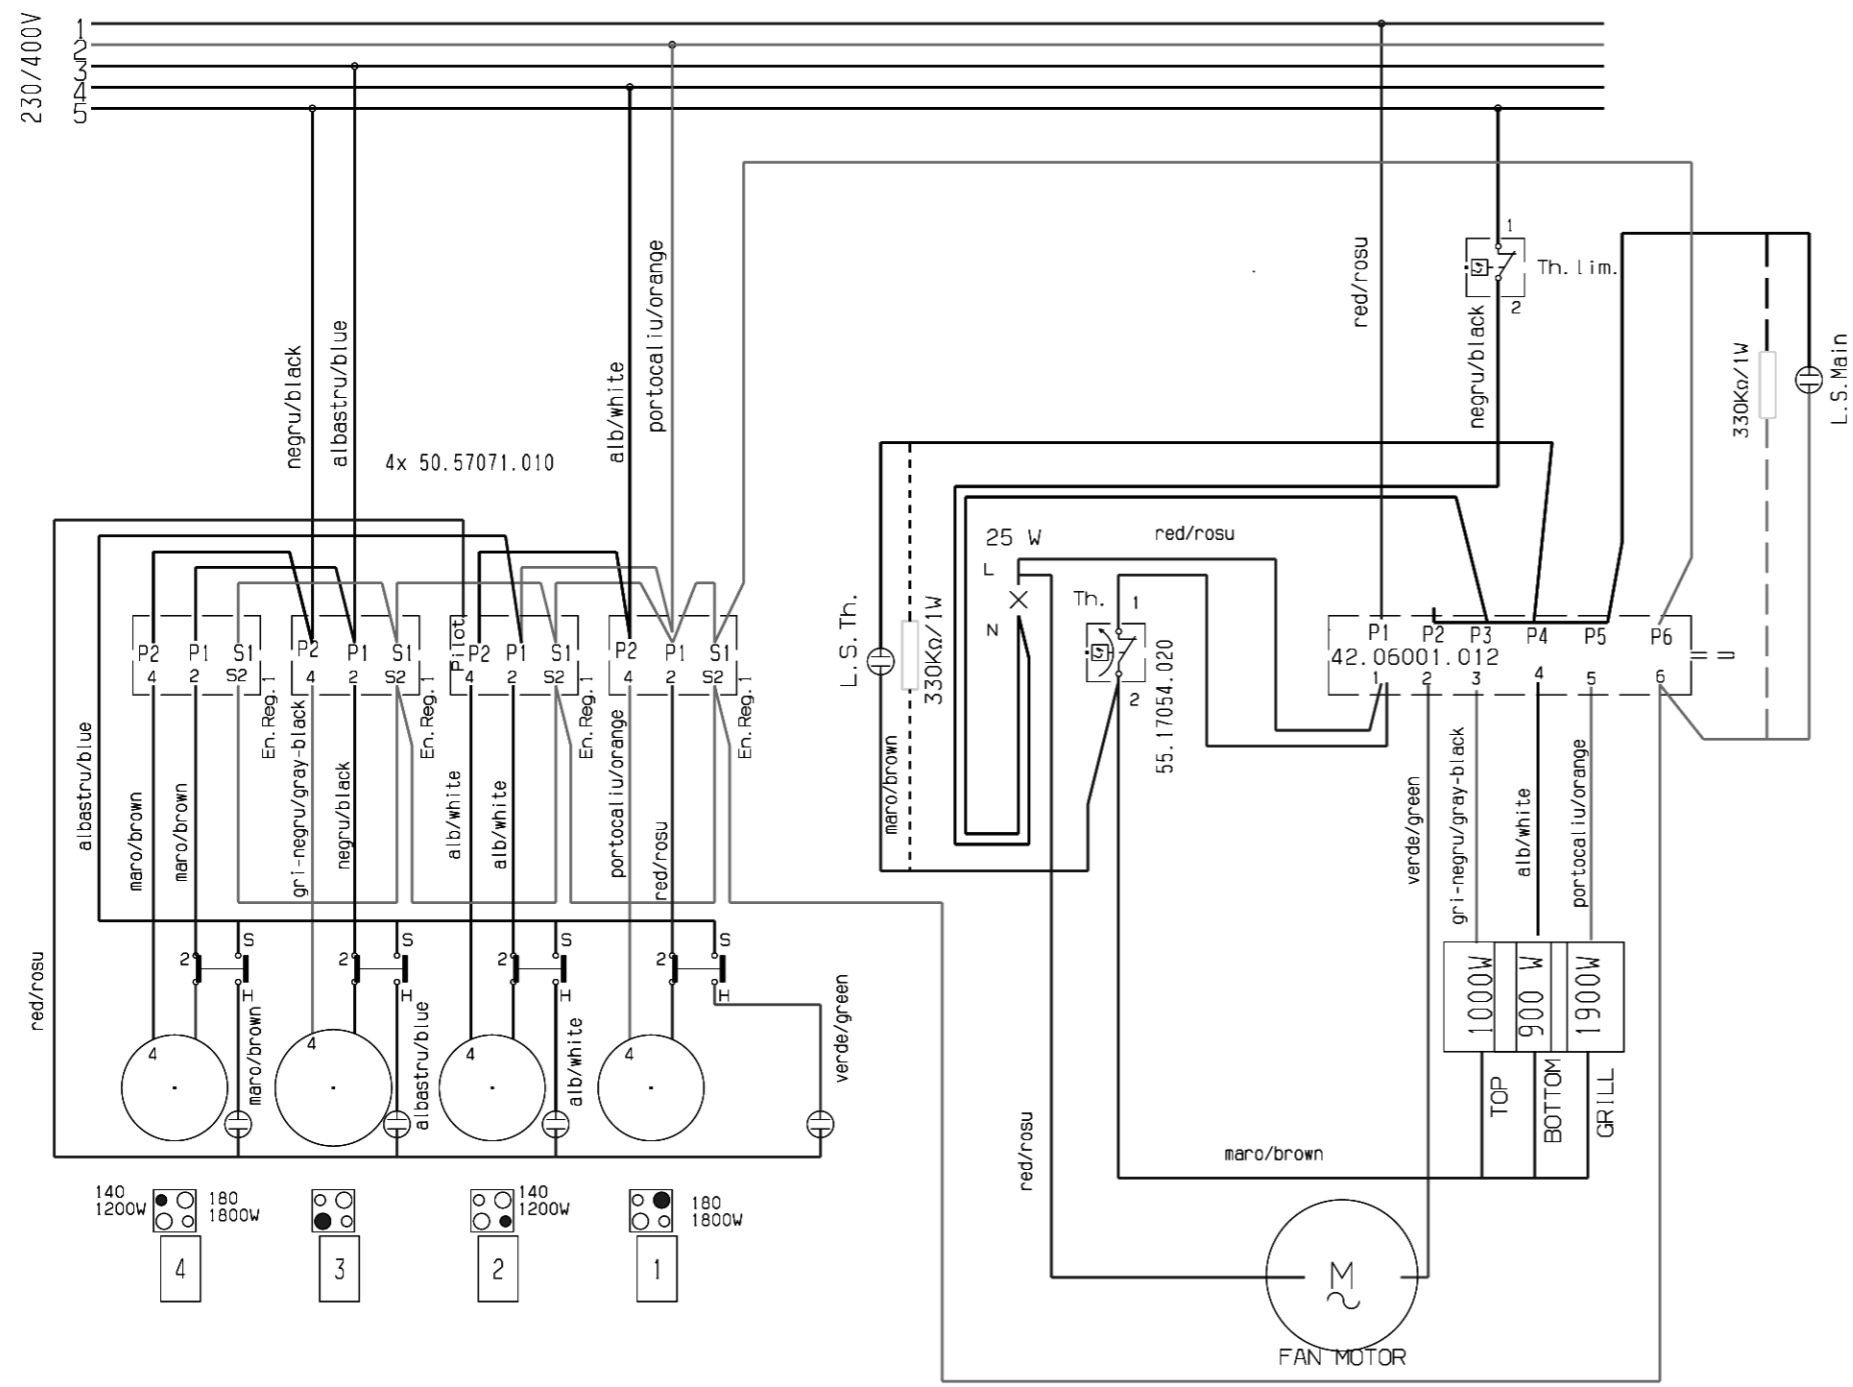 230/400V
1
2
3
4
5
negru/black
albastru/blue
4x 50.57071.010
alb/white
portocaliu/orange
red/rosu
1
Th. lim.
2
negru/black
330KΩ/1W
L.S.Main
25 W
L
N
red/rosu
Th.
1
2
55.17054.020
L.S. Th.
330KΩ/1W
maro/brown
P2 P1 S1
4 2 S2
En.Reg.1
P2 P1 S1
4 2 S2
En.Reg.1
Pilot
P2 P1 S1
4 2 S2
En.Reg.1
P2 P1 S1
4 2 S2
En.Reg.1
P1 P2 P3 P4 P5 P6
42.06001.012
1 2 3 4 5 6
albastru/blue
maro/brown
maro/brown
gri-negru/gray-black
negru/black
alb/white
alb/white
portocaliu/orange
red/rosu
verde/green
gri-negru/gray-black
alb/white
portocaliu/orange
red/rosu
2 S
H
2 S
H
2 S
H
2 S
H
4
maro/brown
4
albastru/blue
4
alb/white
4
verde/green
1000W
900 W
1900W
TOP
BOTTOM
GRILL
maro/brown
red/rosu
M
FAN MOTOR
140
1200W
180
1800W
140
1200W
180
1800W
4
3
2
1